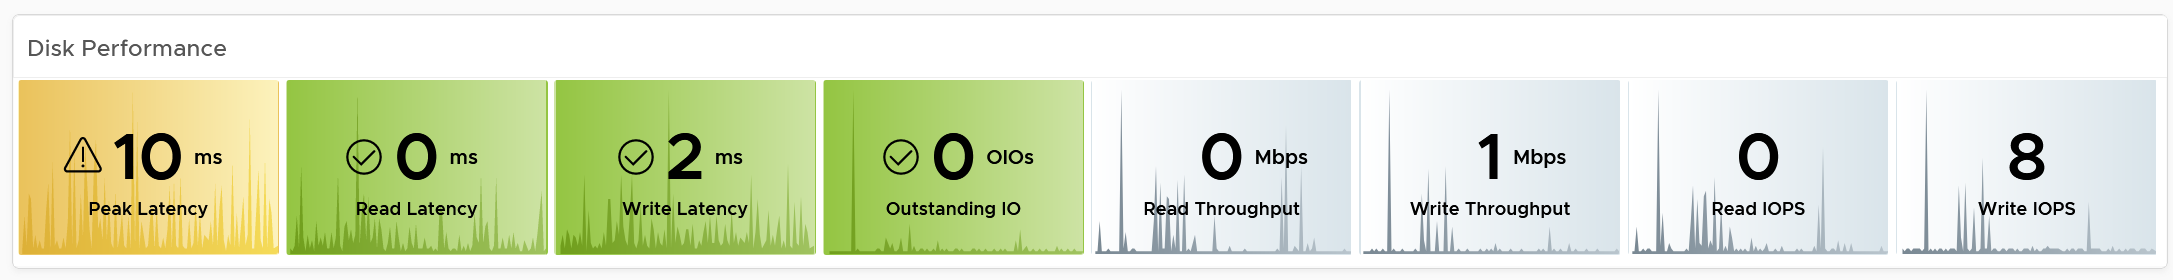 Disk Performance
10 ms
Peak Latency
0 ms
Read Latency
2 ms
Write Latency
0 OIOs
Outstanding IO
0 Mbps
Read Throughput
1 Mbps
Write Throughput
0
Read IOPS
8
Write IOPS